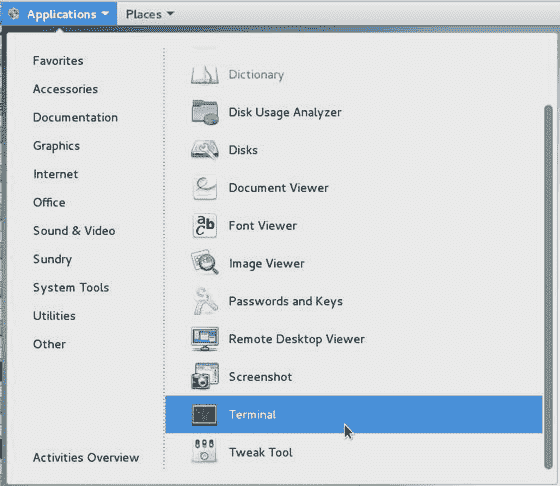 Applications Places
Favorites
Accessories
Documentation
Graphics
Internet
Office
Sound & Video
Sundry
System Tools
Utilities
Other
Activities Overview
Dictionary
Disk Usage Analyzer
Disks
Document Viewer
Font Viewer
Image Viewer
Passwords and Keys
Remote Desktop Viewer
Screenshot
Terminal
Tweak Tool